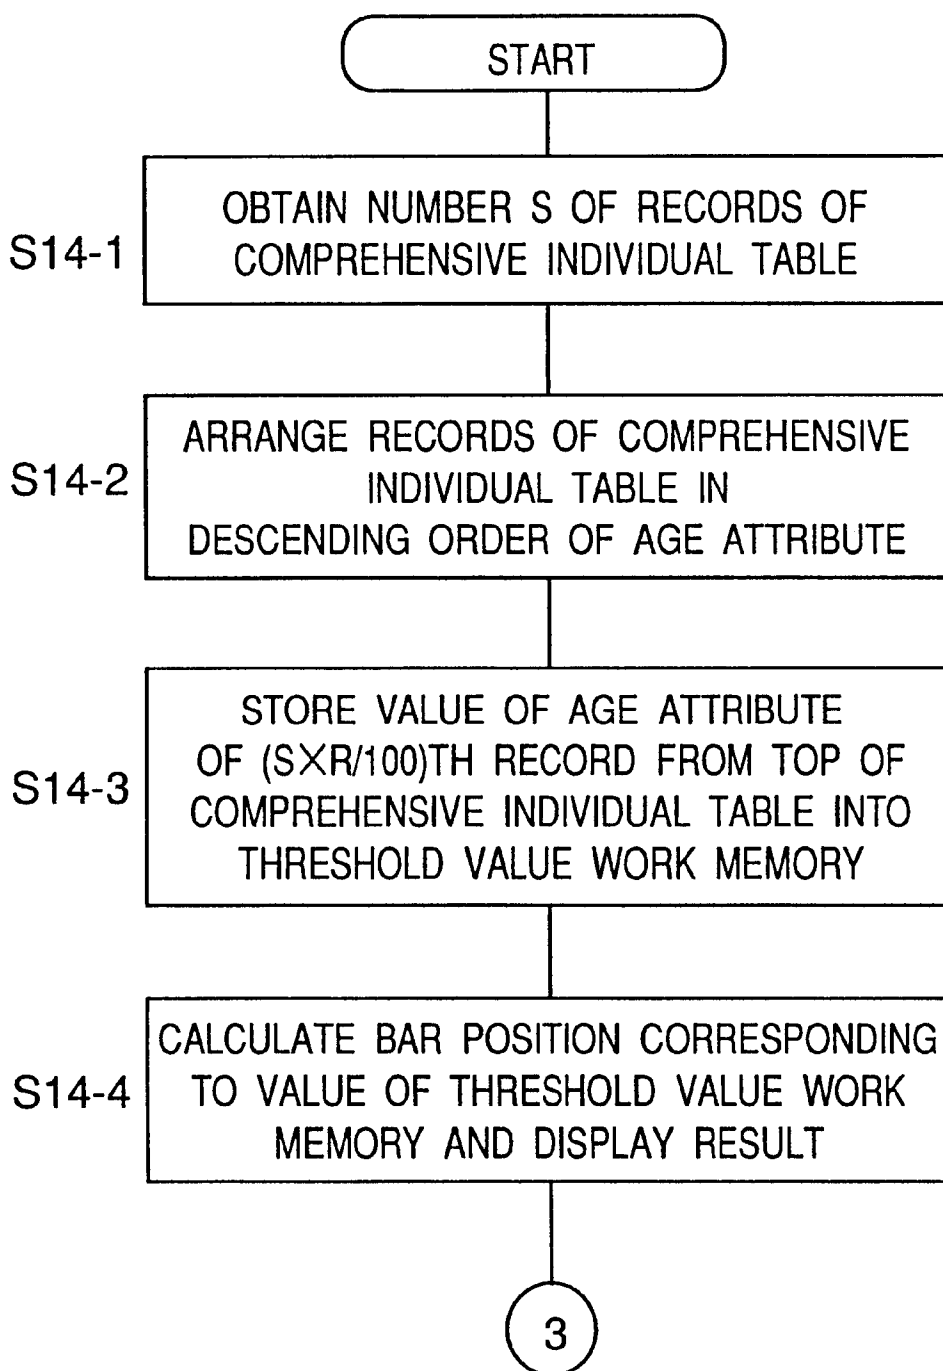 START
S14-1
OBTAIN NUMBER S OF RECORDS OF
COMPREHENSIVE INDIVIDUAL TABLE
S14-2
ARRANGE RECORDS OF COMPREHENSIVE
INDIVIDUAL TABLE IN
DESCENDING ORDER OF AGE ATTRIBUTE
S14-3
STORE VALUE OF AGE ATTRIBUTE
OF (S×R/100)TH RECORD FROM TOP OF
COMPREHENSIVE INDIVIDUAL TABLE INTO
THRESHOLD VALUE WORK MEMORY
S14-4
CALCULATE BAR POSITION CORRESPONDING
TO VALUE OF THRESHOLD VALUE WORK
MEMORY AND DISPLAY RESULT
3